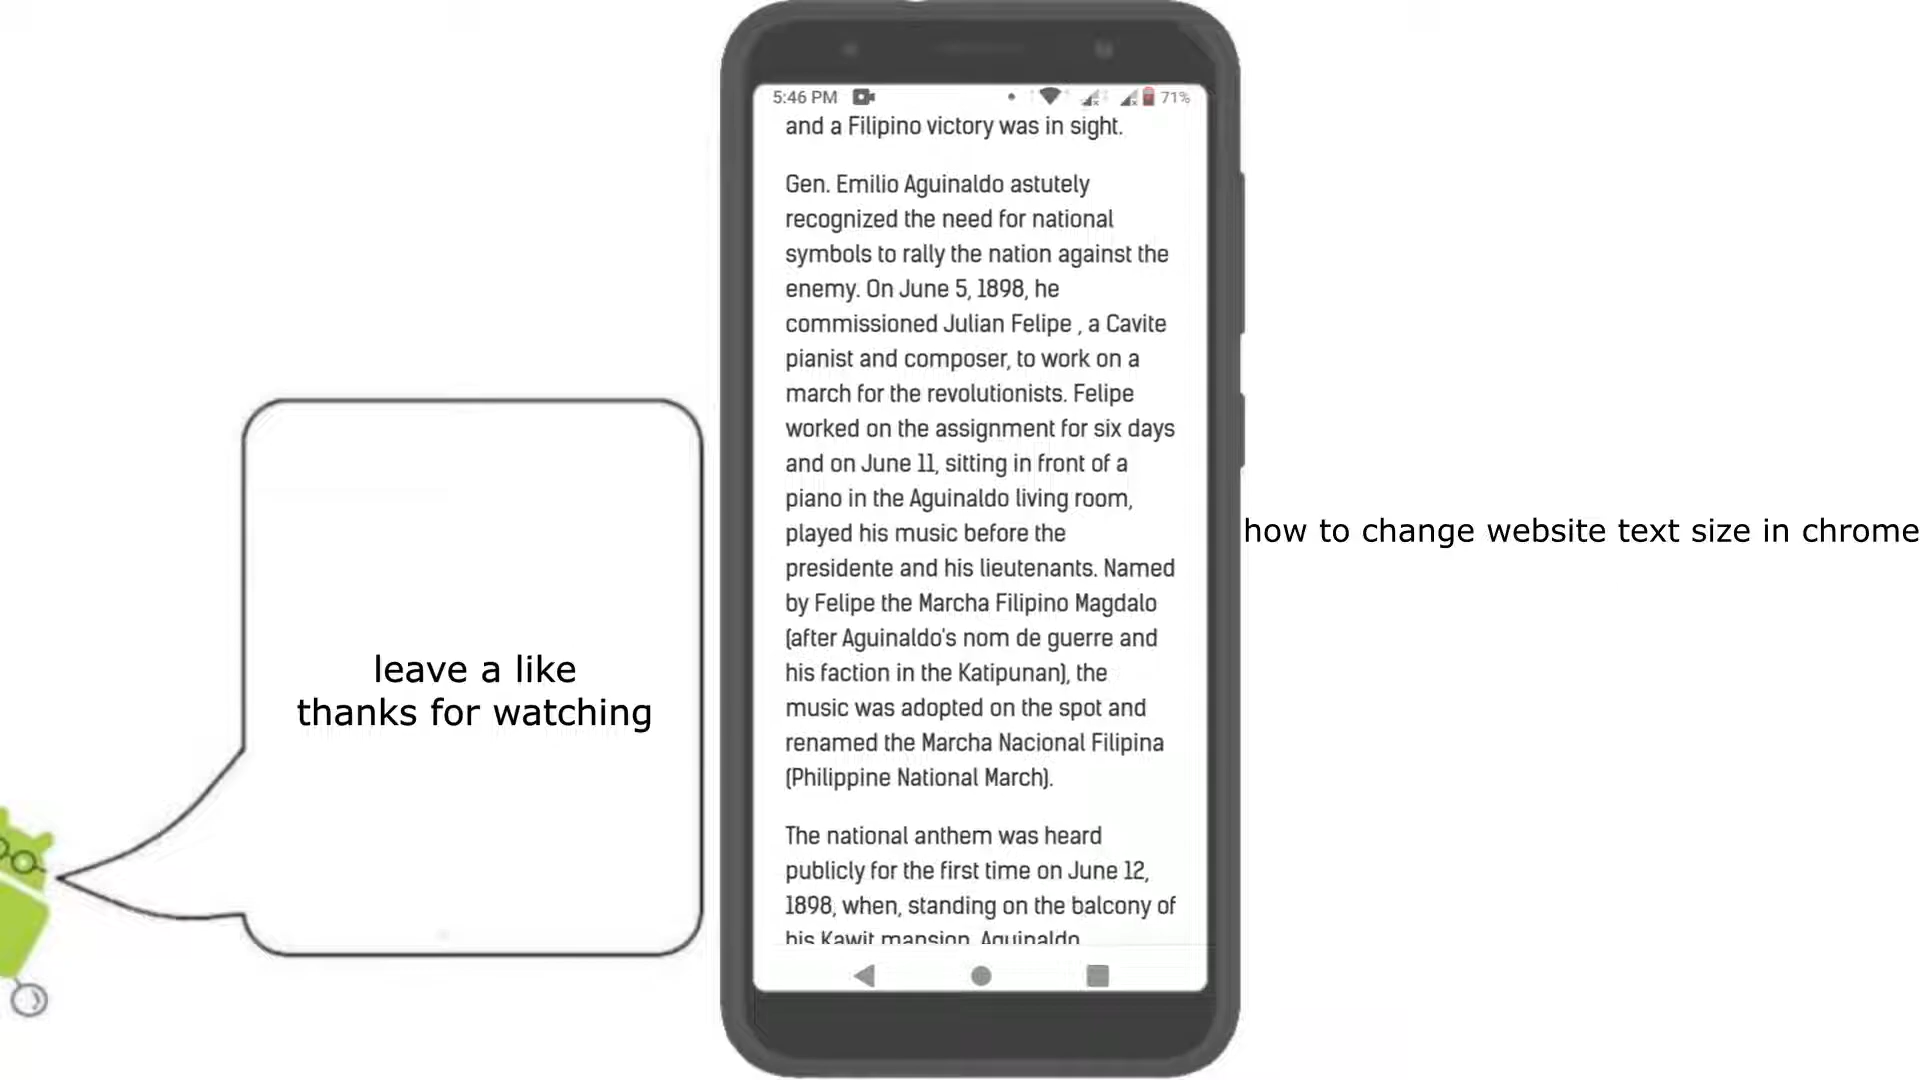 leave a like
thanks for watching
5:46 PM
71%
and a Filipino victory was in sight.
Gen. Emilio Aguinaldo astutely
recognized the need for national
symbols to rally the nation against the
enemy. On June 5, 1898, he
commissioned Julian Felipe , a Cavite
pianist and composer, to work on a
march for the revolutionists. Felipe
worked on the assignment for six days
and on June 11, sitting in front of a
piano in the Aguinaldo living room,
played his music before the
presidente and his lieutenants. Named
by Felipe the Marcha Filipino Magdalo
(after Aguinaldo's nom de guerre and
his faction in the Katipunan), the
music was adopted on the spot and
renamed the Marcha Nacional Filipina
(Philippine National March).
The national anthem was heard
publicly for the first time on June 12,
1898, when, standing on the balcony of
his Kawit mansion, Aguinaldo
how to change website text size in chrome